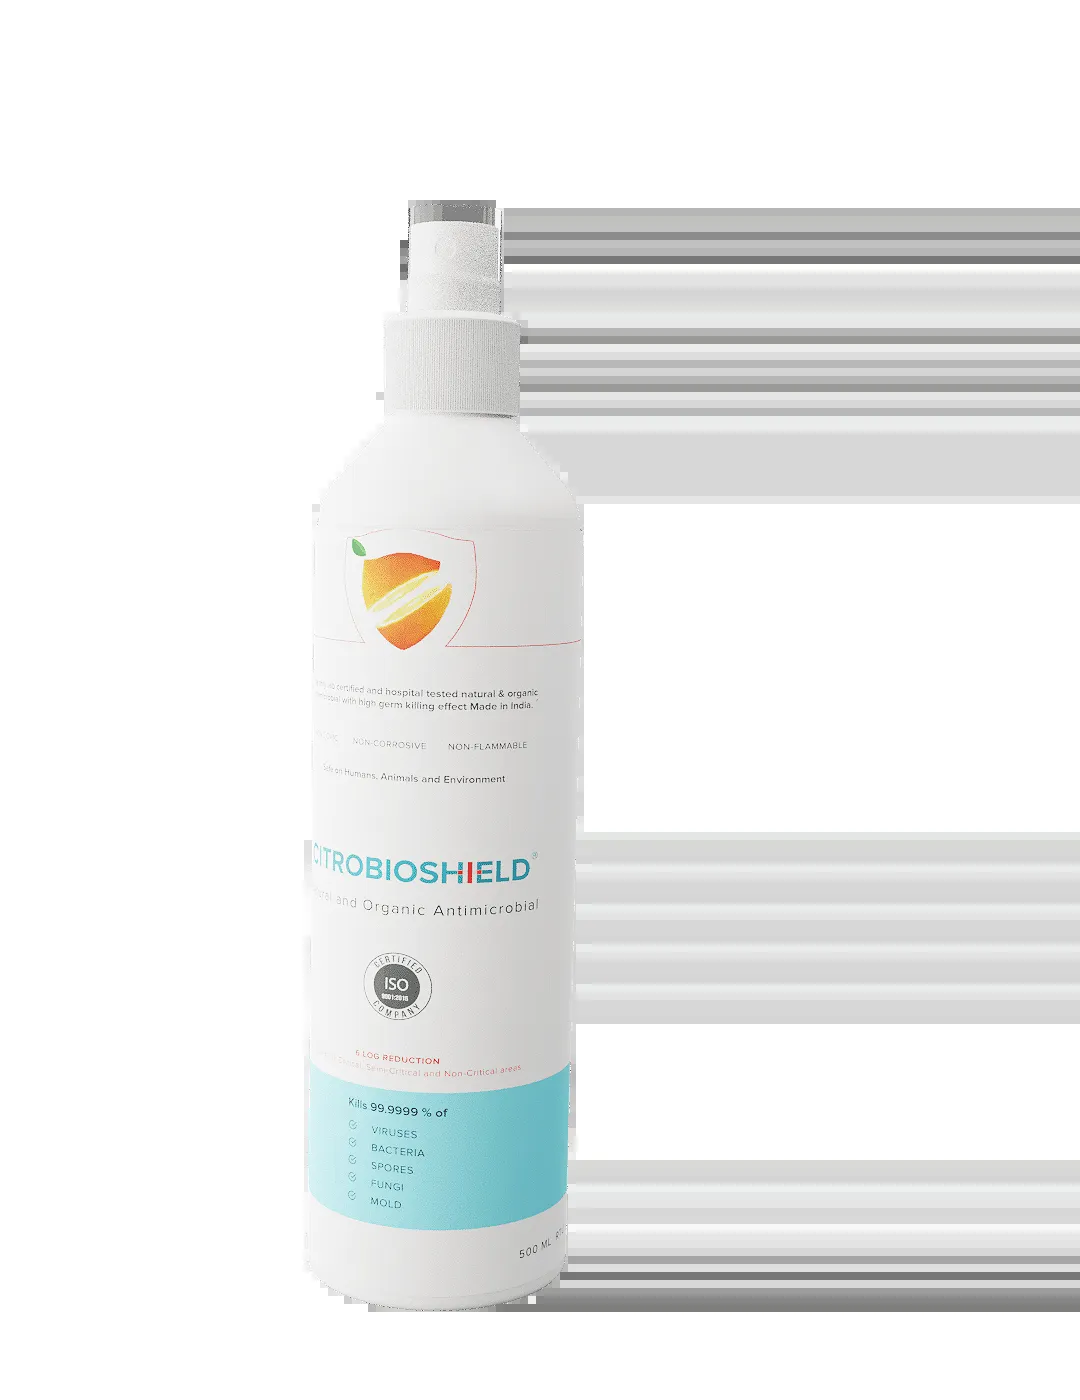 certified and hospital tested natural & organic
with high germ killing effect Made in India.
NON-CORROSIVE NON-FLAMMABLE
Safe on Humans, Animals and Environment
CITROBIOSHIELD®
and Organic Antimicrobial
CERTIFIED
ISO
9001:2015
COMPANY
6 LOG REDUCTION
Semi-Critical and Non-Critical areas
Kills 99.9999 % of
VIRUSES
BACTERIA
SPORES
FUNGI
MOLD
500 ML